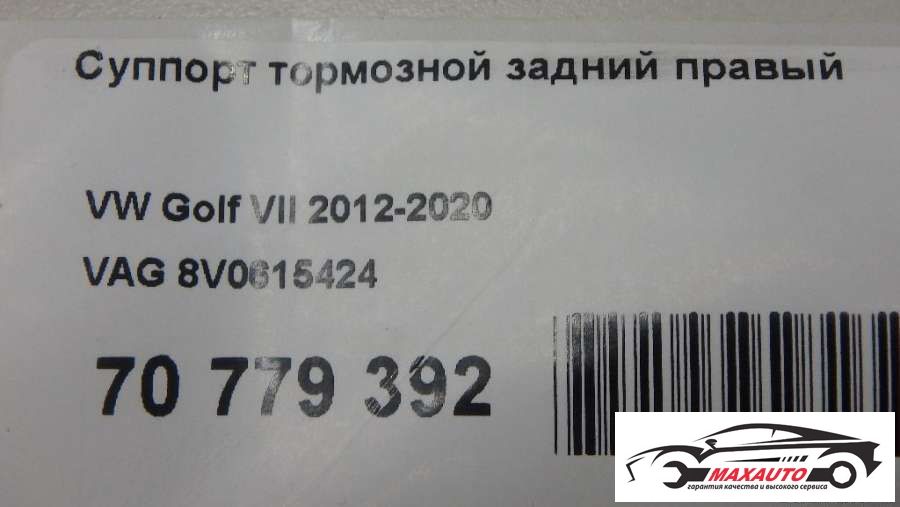 Суппорт тормозной задний правый
VW Golf VII 2012-2020
VAG 8V0615424
70 779 392
MAXAUTO
гарантия качества и высокого сервиса